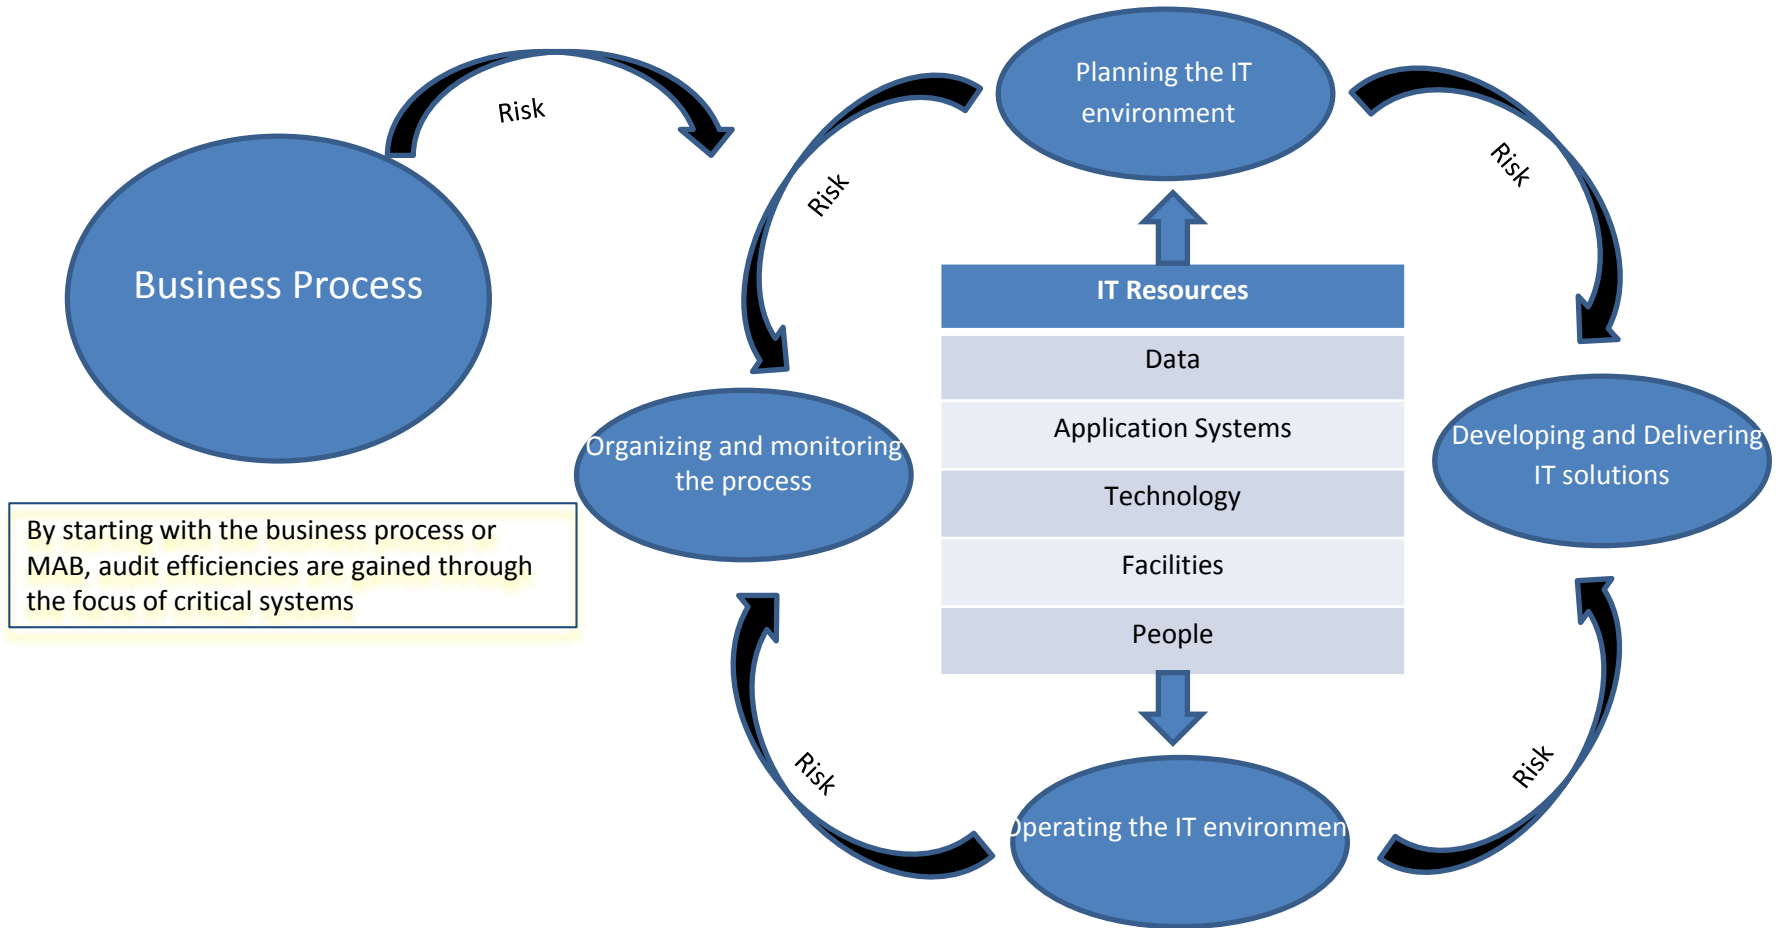 Planning the IT
environment
Risk
Risk
Risk
Business Process
IT Resources
Data
Application Systems
Technology
Facilities
People
Organizing and monitoring
the process
Developing and Delivering
IT solutions
By starting with the business process or
MAB, audit efficiencies are gained through
the focus of critical systems
Risk
Risk
Operating the IT environmen